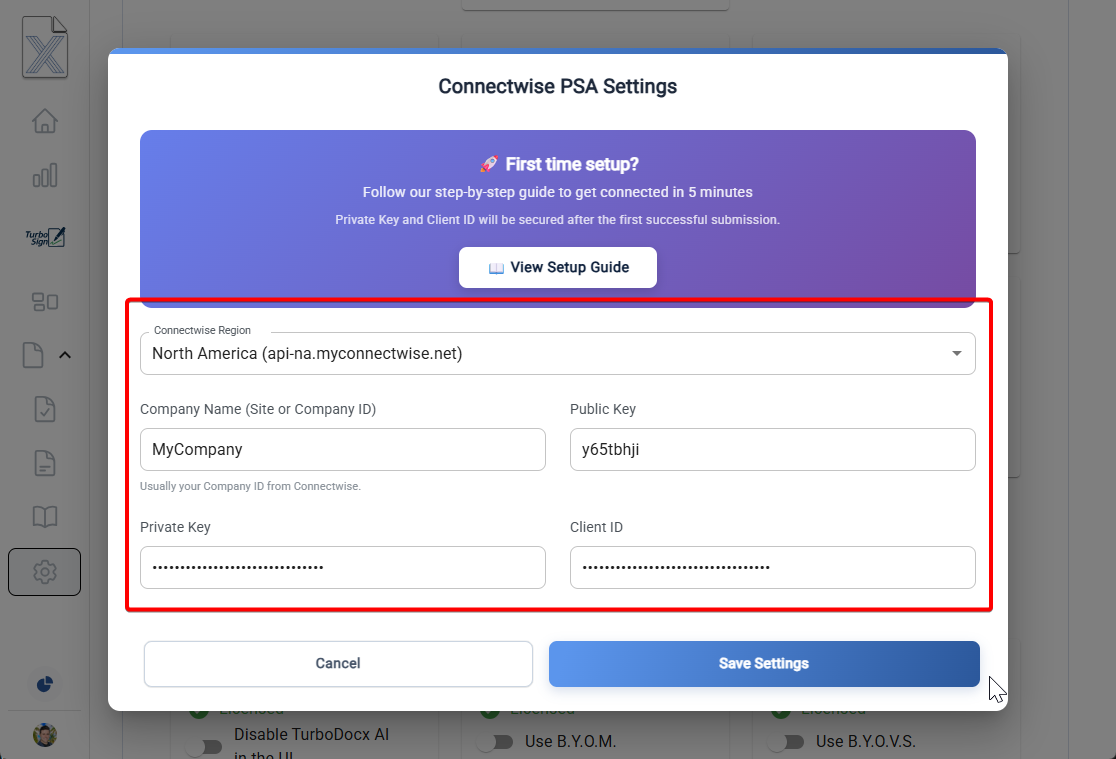 Connectwise PSA Settings
🚀 First time setup?
Follow our step-by-step guide to get connected in 5 minutes
Private Key and Client ID will be secured after the first successful submission.
📖 View Setup Guide
Connectwise Region
North America (api-na.myconnectwise.net)
Company Name (Site or Company ID)
Public Key
MyCompany
y65tbhji
Usually your Company ID from Connectwise.
Private Key
Client ID
•••••••••••••••••••••••••••••••
••••••••••••••••••••••••••••••••••
Cancel
Save Settings
Turbo
Sign
Licensed
Licensed
Licensed
Disable TurboDocx AI
in the UI
Use B.Y.O.M.
Use B.Y.O.V.S.